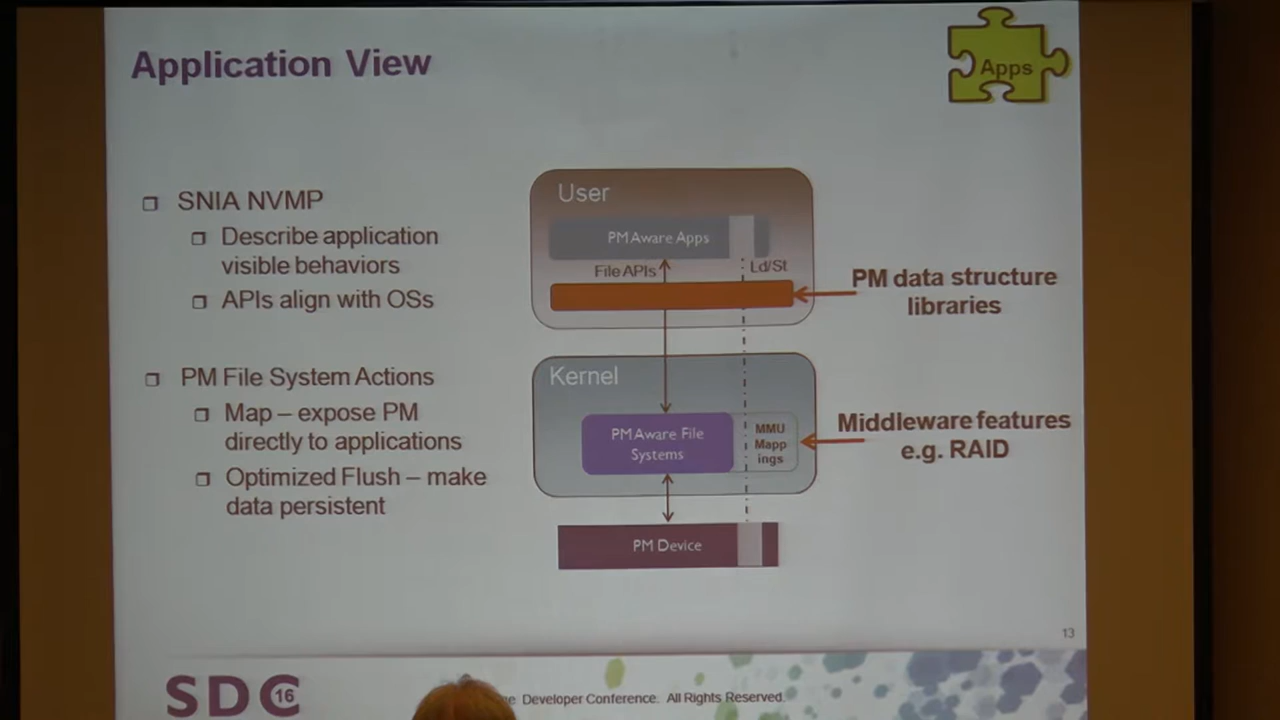 Application View
Apps
SNIA NVMP
Describe application
visible behaviors
APIs align with OSs
PM File System Actions
Map – expose PM
directly to applications
Optimized Flush – make
data persistent
User
PM Aware Apps
File APIs
Ld/St
PM data structure
libraries
Kernel
PM Aware File
Systems
MMU
Mapp
ings
Middleware features
e.g. RAID
PM Device
13
SDC
16
Developer Conference. All Rights Reserved.